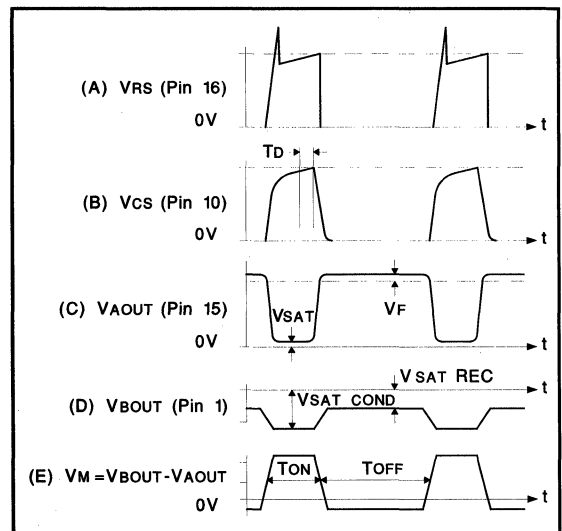 (A) VRS (Pin 16)
0V
t
TD
(B) VCS (Pin 10)
0V
t
(C) VAOUT (Pin 15)
VSAT
VF
0V
t
V SAT REC
t
(D) VBOUT (Pin 1)
VSAT COND
(E) VM =VBOUT-VAOUT
TON
TOFF
0V
t